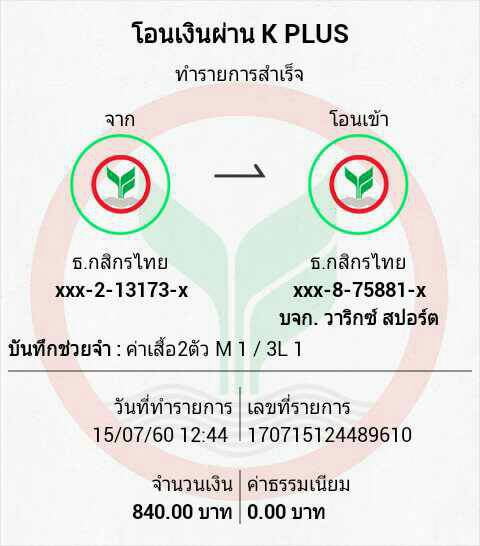 โอนเงินผ่าน K PLUS
ทำรายการสำเร็จ
จาก
โอนเข้า
ธ.กสิกรไทย
xxx-2-13173-x
ธ.กสิกรไทย
xxx-8-75881-x
บจก. วาริกซ์ สปอร์ต
บันทึกช่วยจำ : ค่าเสื้อ2ตัว M 1 / 3L 1
วันที่ทำรายการ
15/07/60 12:44
เลขที่รายการ
170715124489610
จำนวนเงิน
840.00 บาท
ค่าธรรมเนียม
0.00 บาท